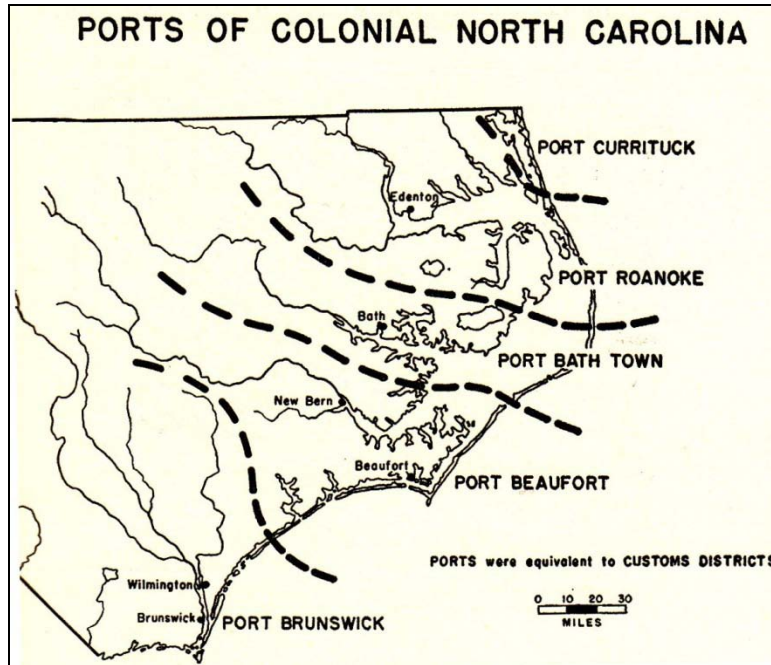 PORTS OF COLONIAL NORTH CAROLINA
PORT CURRITUCK
Edenton
PORT ROANOKE
Bath
PORT BATH TOWN
New Bern
Beaufort
PORT BEAUFORT
PORTS were equivalent to CUSTOMS DISTRICTS
Wilmington
0 10 20 30
MILES
Brunswick
PORT BRUNSWICK